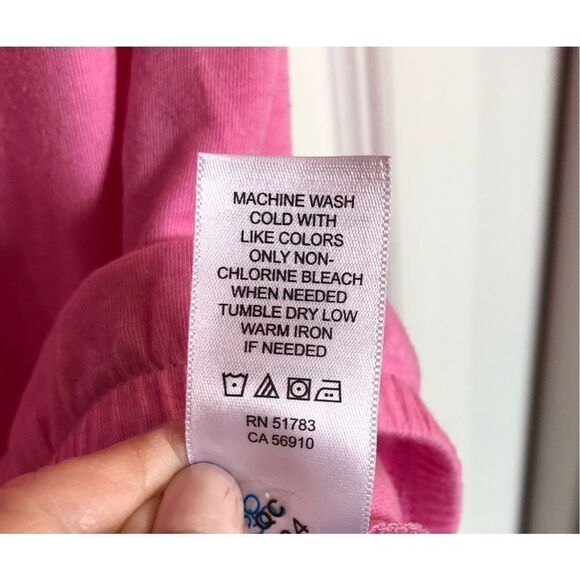 MACHINE WASH
COLD WITH
LIKE COLORS
ONLY NON-
CHLORINE BLEACH
WHEN NEEDED
TUMBLE DRY LOW
WARM IRON
IF NEEDED
RN 51783
CA 56910
QC